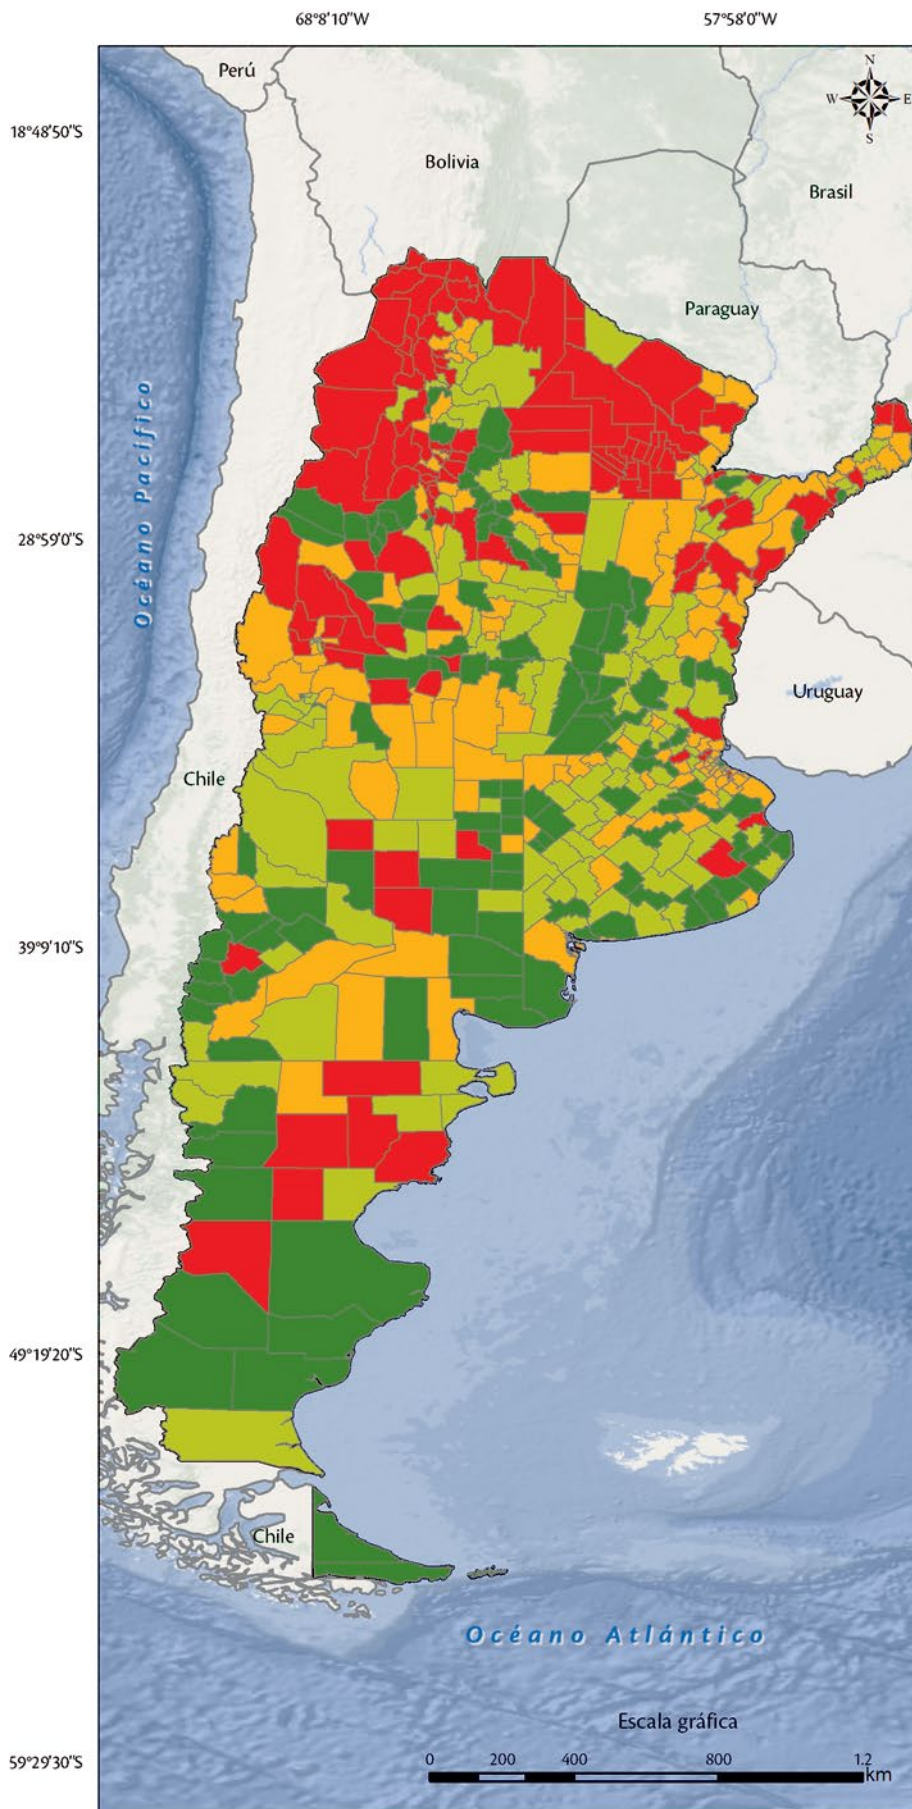 68°8'10"W
57°58'0"W
Perú
N
W
E
S
18°48'50"S
Bolivia
Brasil
Paraguay
Océano Pacífico
28°59'0"S
Uruguay
Chile
39°9'10"S
49°19'20"S
Chile
Océano Atlántico
Escala gráfica
59°29'30"S
0 200 400 800 1.2
km